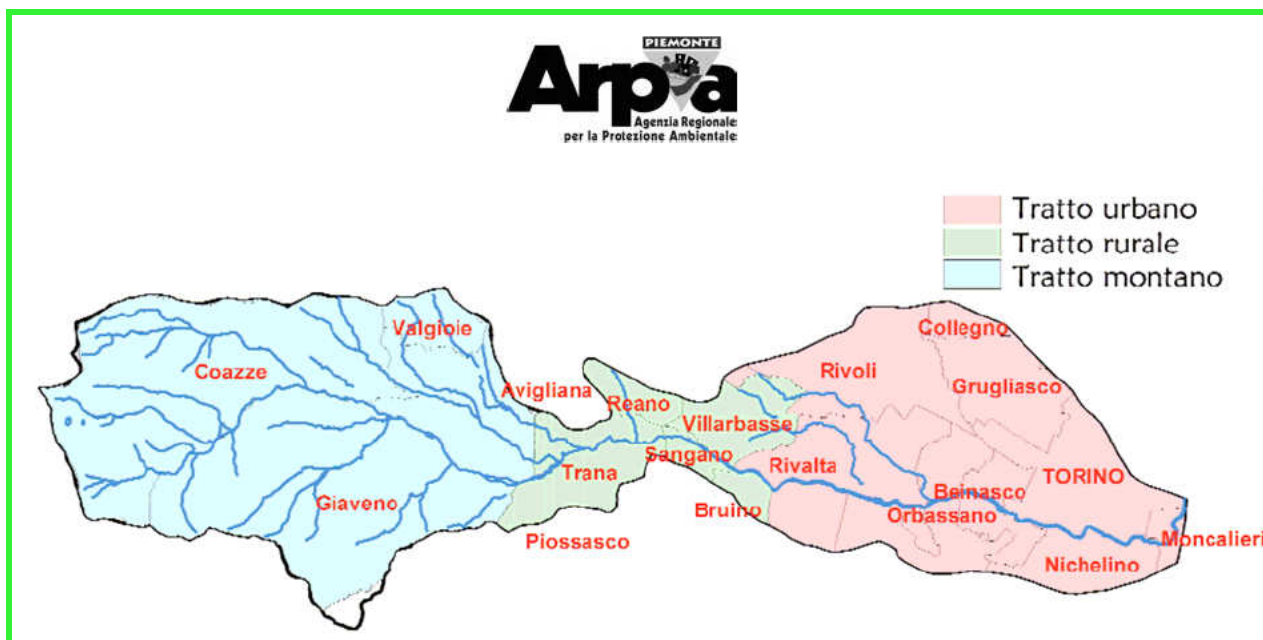 PIEMONTE
Arpa
Agenzia Regionale
per la Protezione Ambientale
Tratto urbano
Tratto rurale
Tratto montano
Valgioie
Collegno
Coazze
Rivoli
Avigliana
Grugliasco
Reano
Villarbasse
Sangano
Rivalta
Trana
TORINO
Giaveno
Beinasco
Bruino
Orbassano
Piossasco
Moncalieri
Nichelino